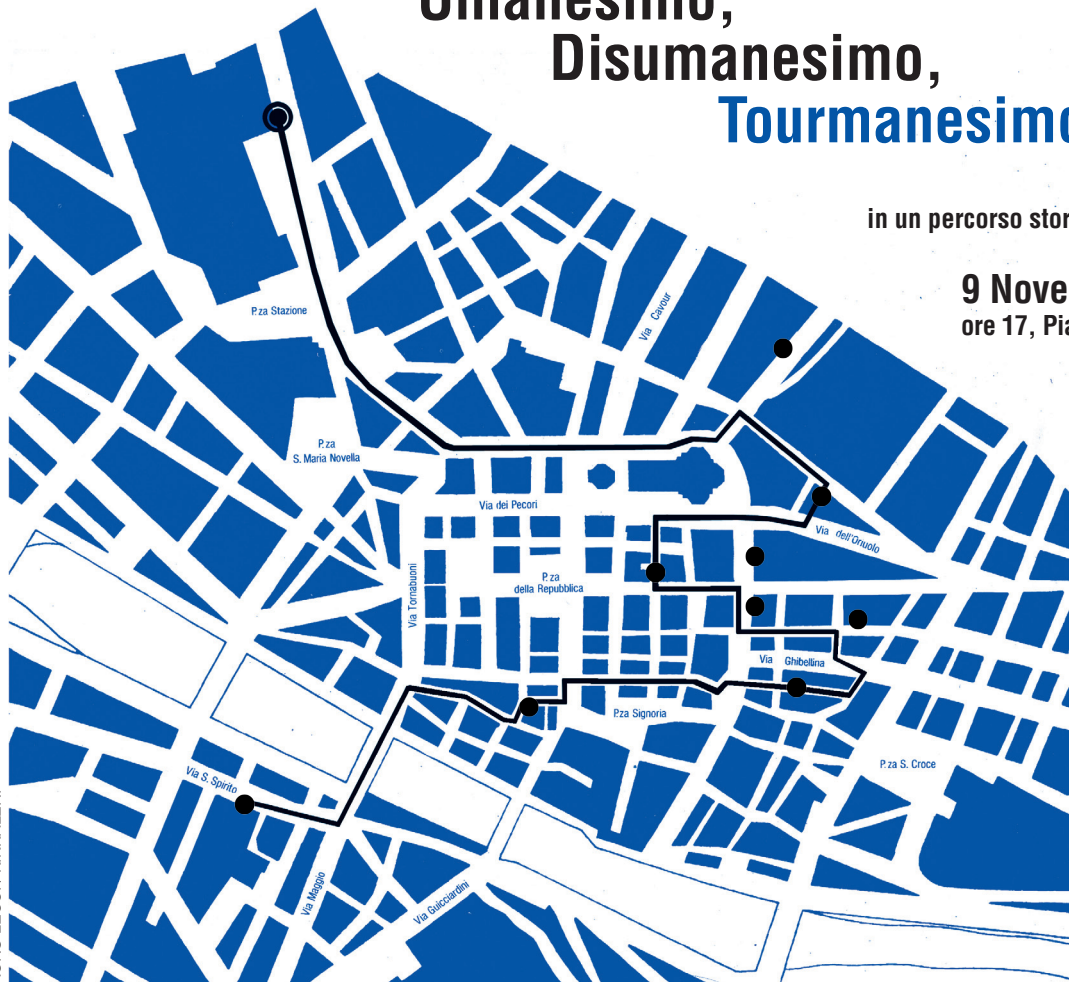 Umanesimo,
Disumanesimo,
Tourmanesimo
in un percorso stor
9 Nove
ore 17, Pia
P.za Stazione
Via Cavour
P.za
S. Maria Novella
Via dei Pecori
Via dell'Oriuolo
Via Tornabuoni
P.za
della Repubblica
Via Ghibellina
P.za Signoria
P.za S. Croce
Via S. Spirito
Via Maggio
Via Guicciardini